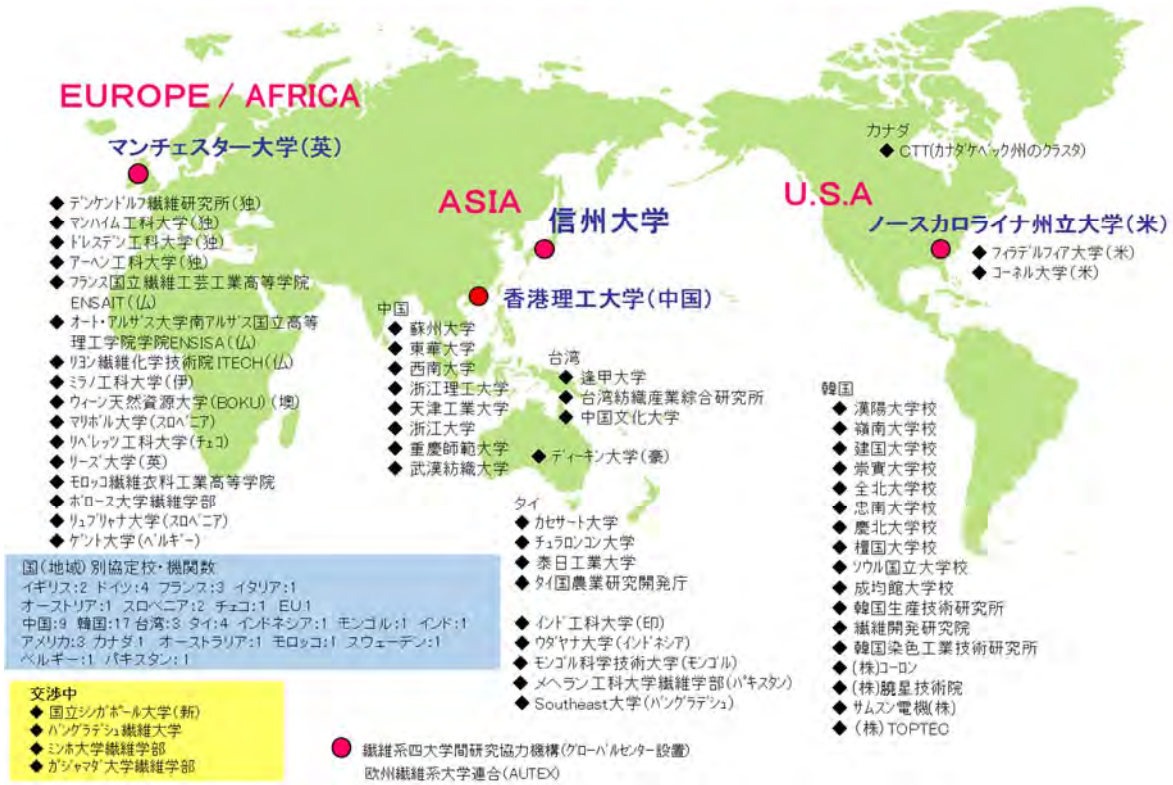 EUROPE / AFRICA
マンチェスター大学(英)
◆ デンケンドルフ繊維研究所(独)
◆ マンハイム工科大学(独)
◆ ドレスデン工科大学(独)
◆ アーヘン工科大学(独)
◆ フランス国立繊維工芸工業高等学院
ENSAIT(仏)
◆ オート・アルザス大学南アルザス国立高等
理工学院学院ENSISA(仏)
◆ リヨン繊維化学技術院 ITECH(仏)
◆ ミラノ工科大学(伊)
◆ ウィーン天然資源大学(BOKU)(墺)
◆ マリボル大学(スロベニア)
◆ リベレッツ工科大学(チェコ)
◆ リーズ大学(英)
◆ モロッコ繊維衣料工業高等学院
◆ ボロース大学繊維学部
◆ リュブリャナ大学(スロベニア)
◆ ゲント大学(ベルギー)
国(地域)別協定校・機関数
イギリス:2 ドイツ:4 フランス:3 イタリア:1
オーストリア:1 スロベニア:2 チェコ:1 EU1
中国:9 韓国:17 台湾:3 タイ:4 インドネシア:1 モンゴル:1 インド:1
アメリカ:3 カナダ1 オーストラリア:1 モロッコ:1 スウェーデン:1
ベルギー:1 パキスタン:1
交渉中
◆ 国立シンガポール大学(新)
◆ バングラデシュ繊維大学
◆ ミンホ大学繊維学部
◆ ガジャマダ大学繊維学部
ASIA
信州大学
香港理工大学(中国)
中国
◆ 蘇州大学
◆ 東華大学
◆ 西南大学
◆ 浙江理工大学
◆ 天津工業大学
◆ 浙江大学
◆ 重慶師範大学
◆ 武漢紡織大学
台湾
◆ 逢甲大学
◆ 台湾紡織産業綜合研究所
◆ 中国文化大学
◆ ディーキン大学(豪)
タイ
◆ カセサート大学
◆ チュラロンコン大学
◆ 泰日工業大学
◆ タイ国農業研究開発庁
◆ インド工科大学(印)
◆ ウダヤナ大学(インドネシア)
◆ モンゴル科学技術大学(モンゴル)
◆ メヘラン工科大学繊維学部(パキスタン)
◆ Southeast大学(バングラデシュ)
繊維系四大学間研究協力機構(グローバルセンター設置)
欧州繊維系大学連合(AUTEX)
カナダ
◆ CTT(カナダケベック州のクラスタ)
U.S.A
ノースカロライナ州立大学(米)
◆ フィラデルフィア大学(米)
◆ コーネル大学(米)
韓国
◆ 漢陽大学校
◆ 嶺南大学校
◆ 建国大学校
◆ 崇實大学校
◆ 全北大学校
◆ 忠南大学校
◆ 慶北大学校
◆ 檀国大学校
◆ ソウル国立大学校
◆ 成均館大学校
◆ 韓国生産技術研究所
◆ 繊維開発研究院
◆ 韓国染色工業技術研究所
◆ (株)コーロン
◆ (株)暁星技術院
◆ サムスン電機(株)
◆ (株) TOPTEC